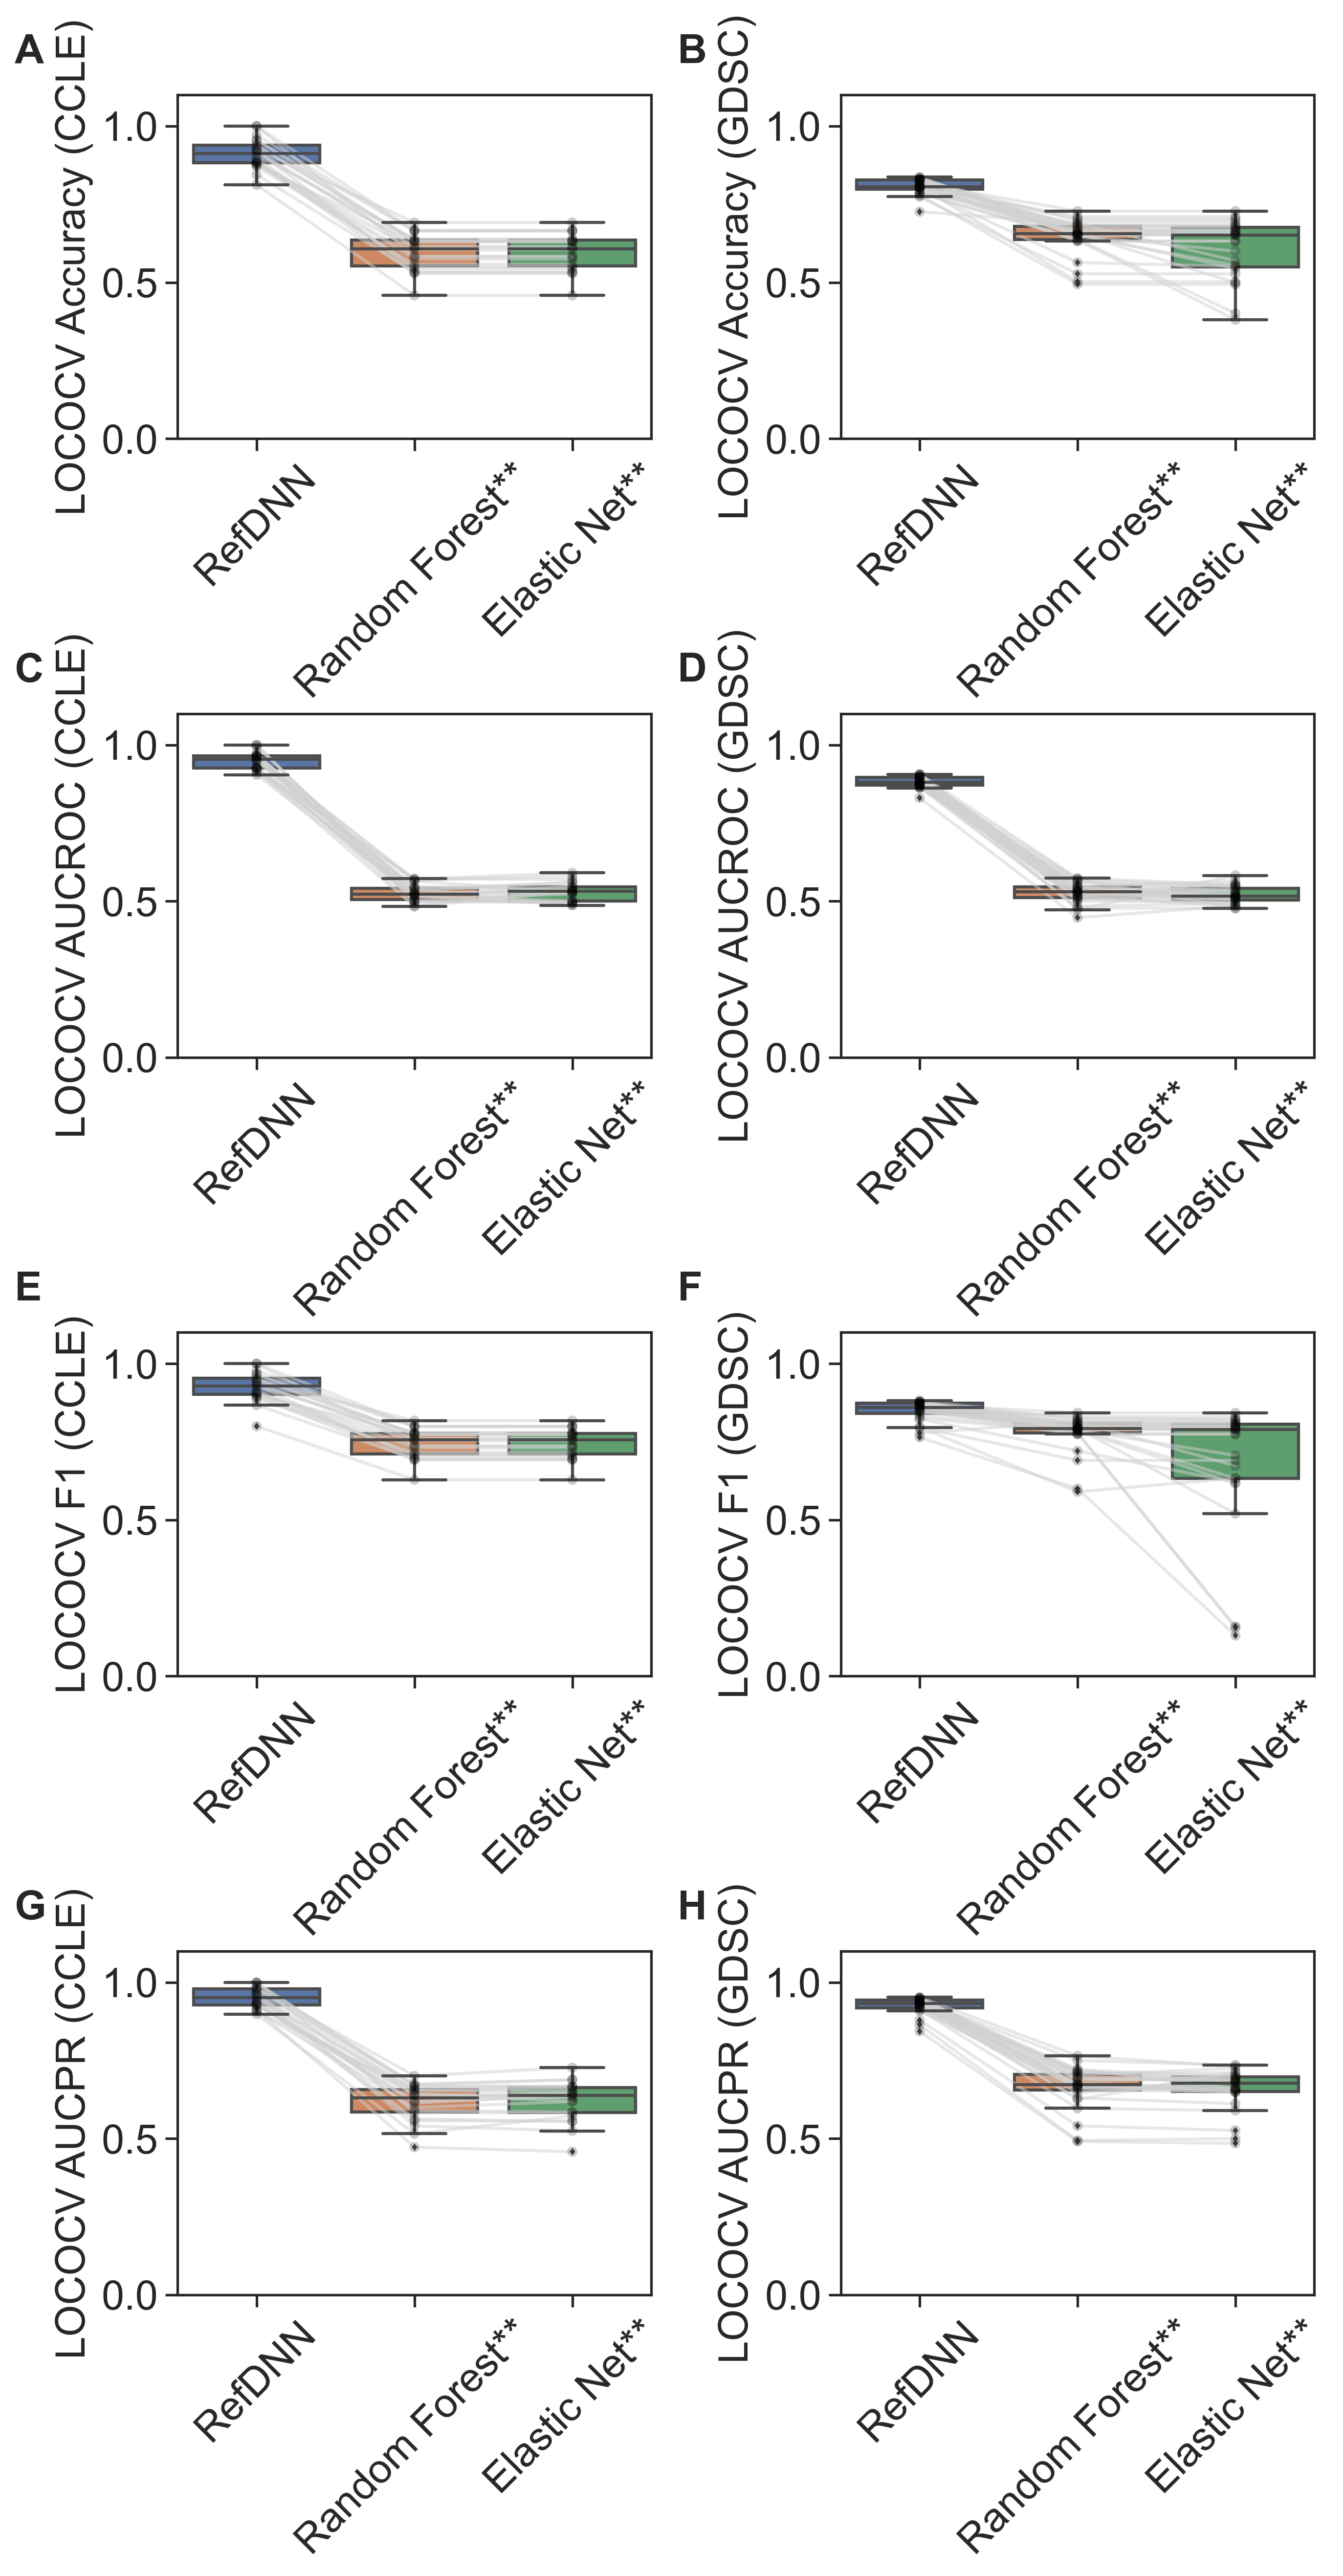 A
LOCOCV Accuracy (CCLE)
1.0
0.5
0.0
RefDNN
Random Forest**
Elastic Net**
B
LOCOCV Accuracy (GDSC)
1.0
0.5
0.0
RefDNN
Random Forest**
Elastic Net**
C
LOCOCV AUCROC (CCLE)
1.0
0.5
0.0
RefDNN
Random Forest**
Elastic Net**
D
LOCOCV AUCROC (GDSC)
1.0
0.5
0.0
RefDNN
Random Forest**
Elastic Net**
E
LOCOCV F1 (CCLE)
1.0
0.5
0.0
RefDNN
Random Forest**
Elastic Net**
F
LOCOCV F1 (GDSC)
1.0
0.5
0.0
RefDNN
Random Forest**
Elastic Net**
G
LOCOCV AUCPR (CCLE)
1.0
0.5
0.0
RefDNN
Random Forest**
Elastic Net**
H
LOCOCV AUCPR (GDSC)
1.0
0.5
0.0
RefDNN
Random Forest**
Elastic Net**